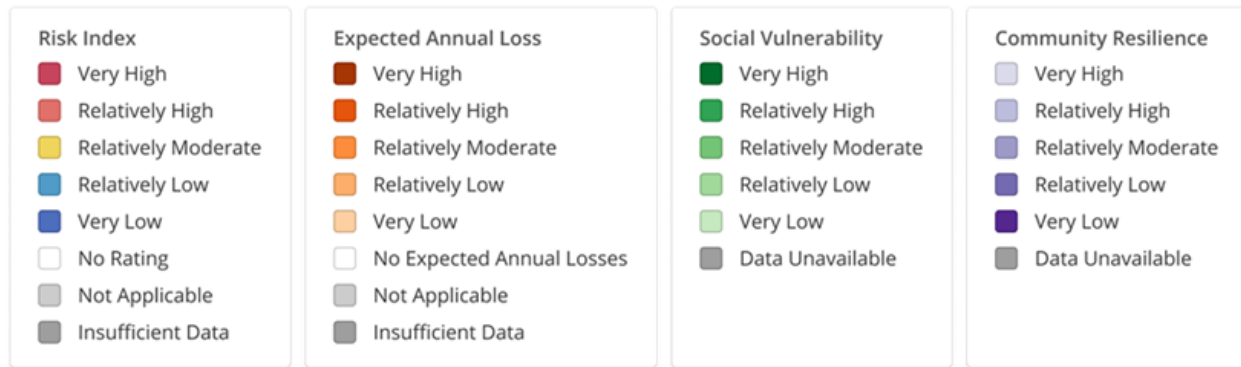 Risk Index
Very High
Relatively High
Relatively Moderate
Relatively Low
Very Low
No Rating
Not Applicable
Insufficient Data
Expected Annual Loss
Very High
Relatively High
Relatively Moderate
Relatively Low
Very Low
No Expected Annual Losses
Not Applicable
Insufficient Data
Social Vulnerability
Very High
Relatively High
Relatively Moderate
Relatively Low
Very Low
Data Unavailable
Community Resilience
Very High
Relatively High
Relatively Moderate
Relatively Low
Very Low
Data Unavailable